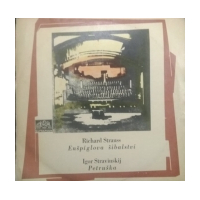 Richard Strauss
Enšpíglova šibalství
Igor Stravinskij
Petruška